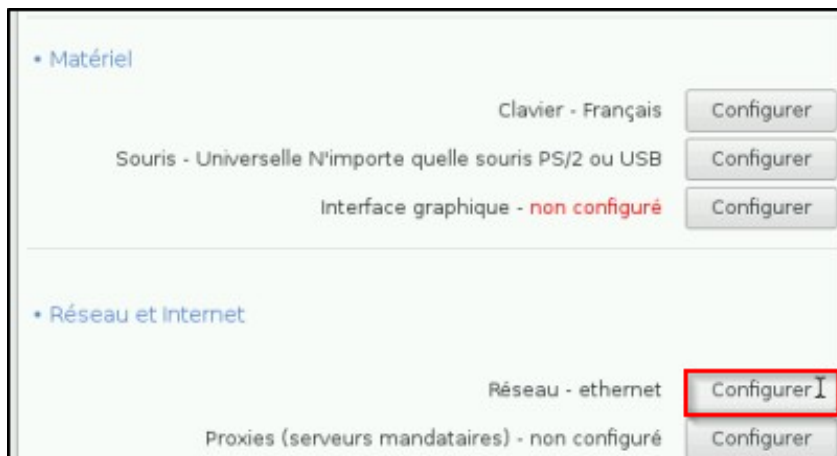 • Matériel
Clavier - Français Configurer
Souris - Universelle N'importe quelle souris PS/2 ou USB Configurer
Interface graphique - non configuré Configurer
• Réseau et Internet
Réseau - ethernet Configurer
Proxies (serveurs mandataires) - non configuré Configurer